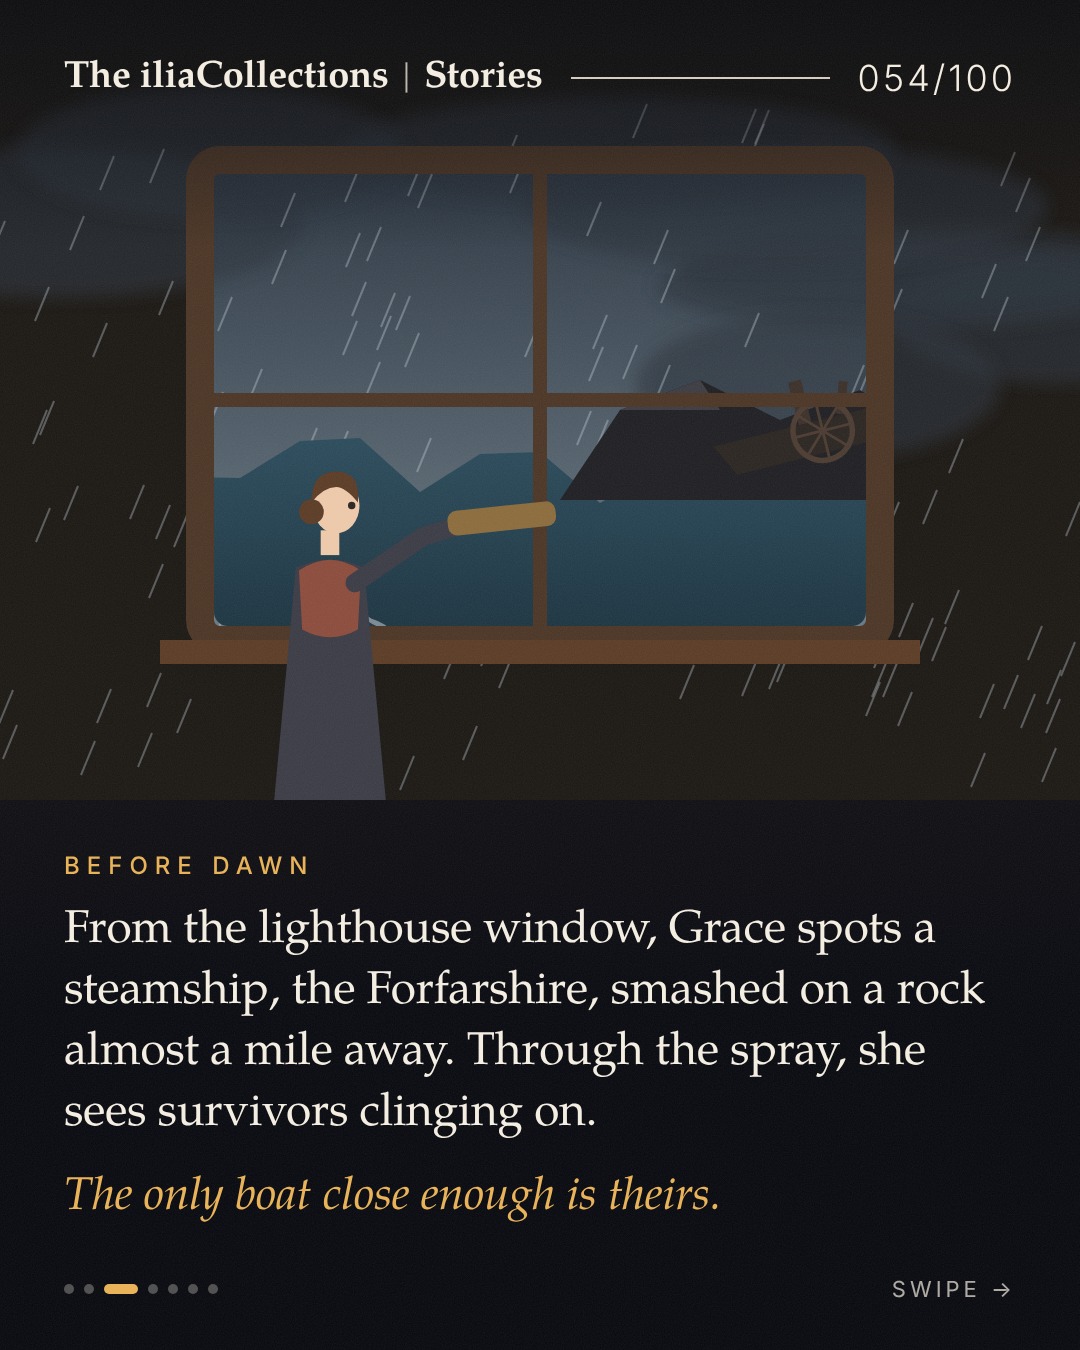 The iliaCollections | Stories 054/100
BEFORE DAWN
From the lighthouse window, Grace spots a
steamship, the Forfarshire, smashed on a rock
almost a mile away. Through the spray, she
sees survivors clinging on.
The only boat close enough is theirs.
SWIPE →